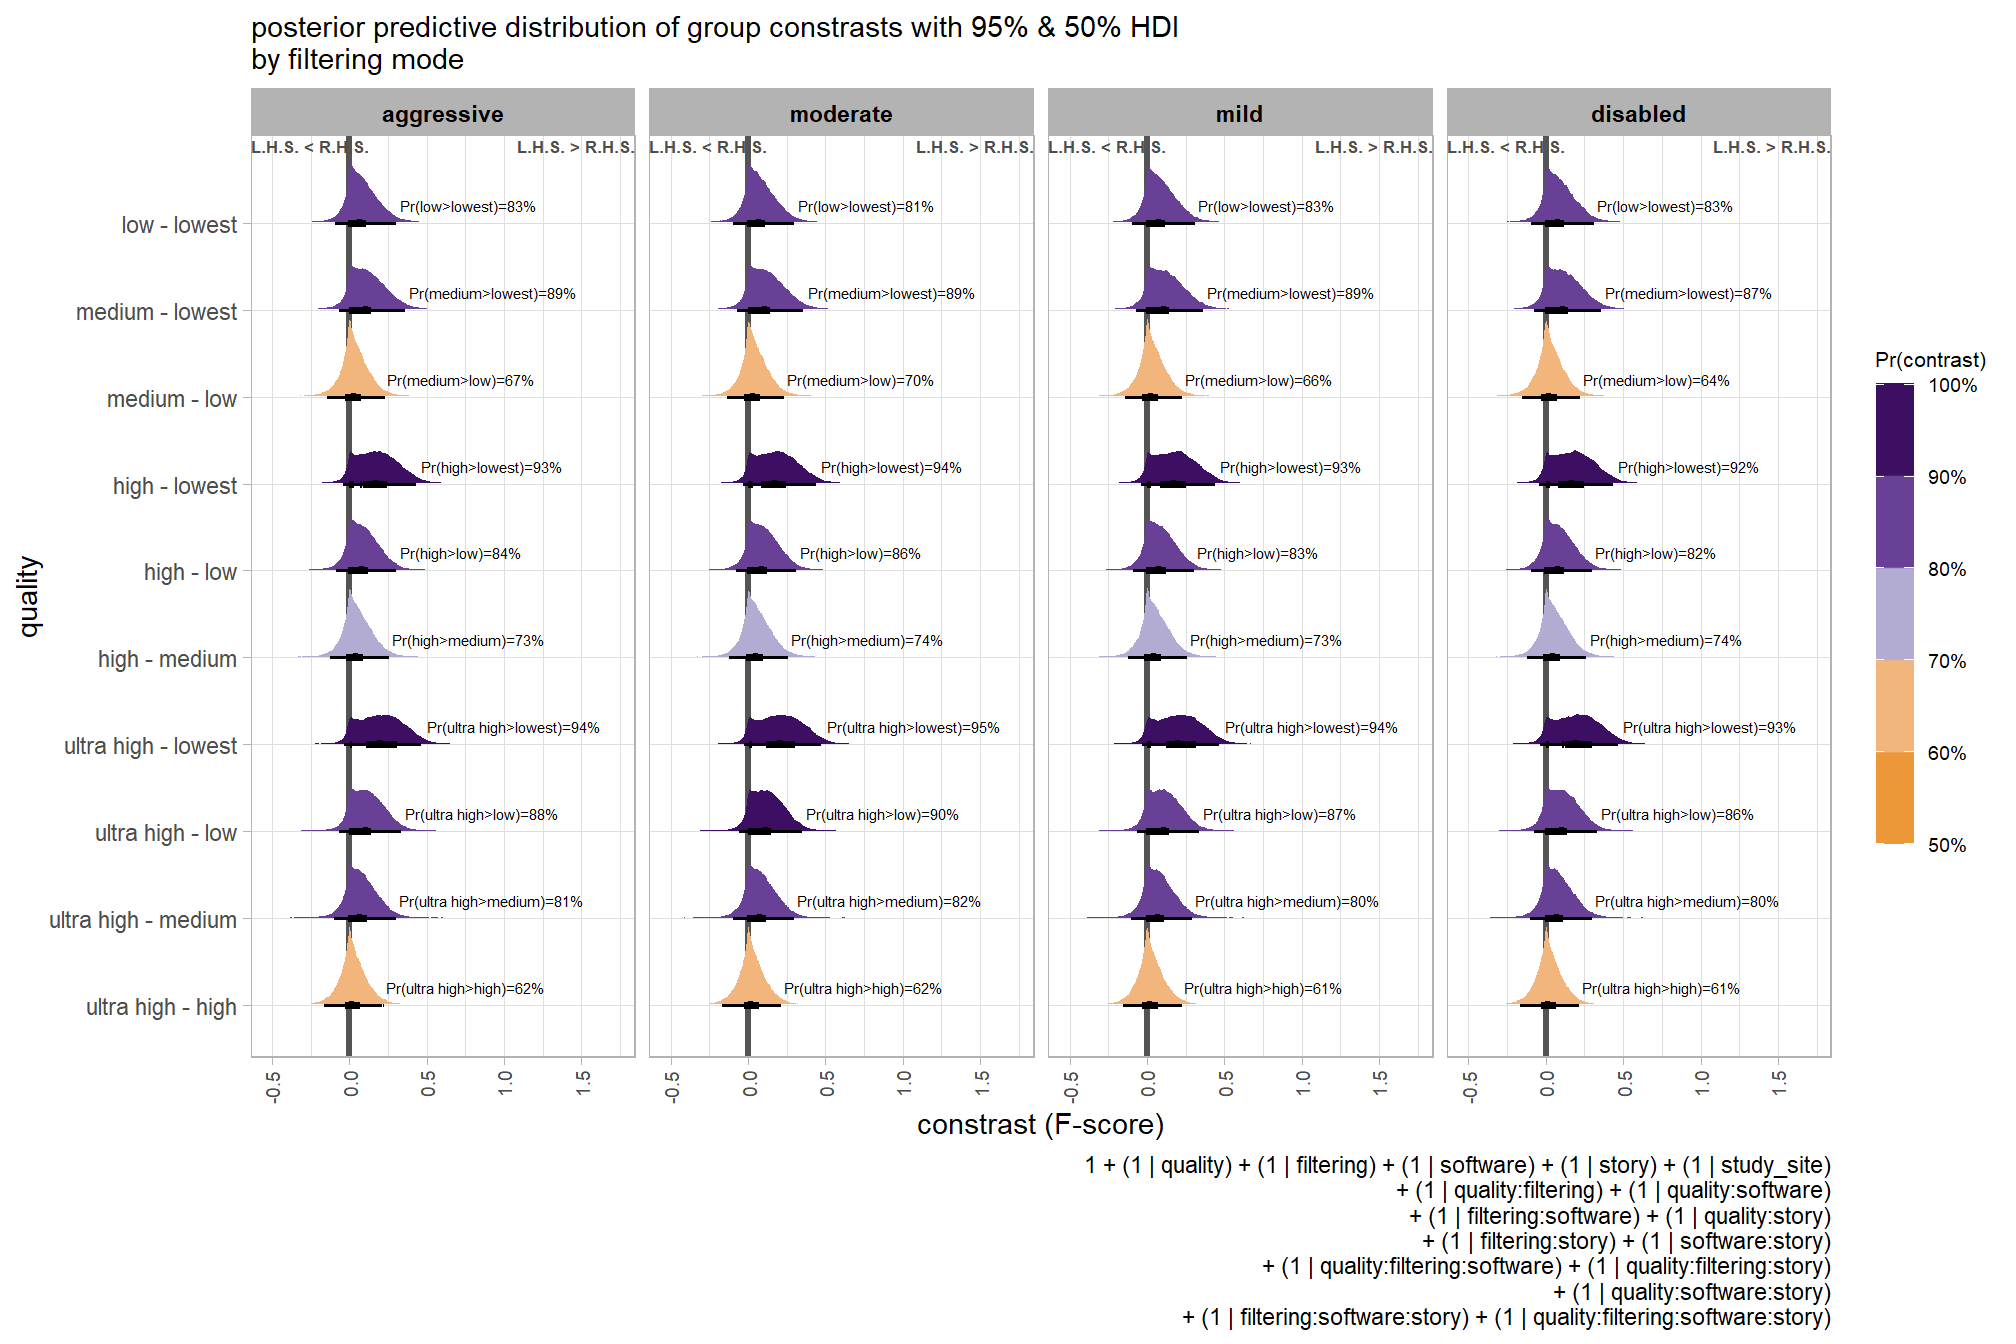 posterior predictive distribution of group constrasts with 95% & 50% HDI
by filtering mode
aggressive moderate mild disabled
L.H.S. < R.H.S. L.H.S. > R.H.S. L.H.S. < R.H.S. L.H.S. > R.H.S. L.H.S. < R.H.S. L.H.S. > R.H.S. L.H.S. < R.H.S. L.H.S. > R.H.S.
low - lowest Pr(low>lowest)=83% Pr(low>lowest)=81% Pr(low>lowest)=83% Pr(low>lowest)=83%
medium - lowest Pr(medium>lowest)=89% Pr(medium>lowest)=89% Pr(medium>lowest)=89% Pr(medium>lowest)=87%
medium - low Pr(medium>low)=67% Pr(medium>low)=70% Pr(medium>low)=66% Pr(medium>low)=64%
high - lowest Pr(high>lowest)=93% Pr(high>lowest)=94% Pr(high>lowest)=93% Pr(high>lowest)=92%
high - low Pr(high>low)=84% Pr(high>low)=86% Pr(high>low)=83% Pr(high>low)=82%
high - medium Pr(high>medium)=73% Pr(high>medium)=74% Pr(high>medium)=73% Pr(high>medium)=74%
ultra high - lowest Pr(ultra high>lowest)=94% Pr(ultra high>lowest)=95% Pr(ultra high>lowest)=94% Pr(ultra high>lowest)=93%
ultra high - low Pr(ultra high>low)=88% Pr(ultra high>low)=90% Pr(ultra high>low)=87% Pr(ultra high>low)=86%
ultra high - medium Pr(ultra high>medium)=81% Pr(ultra high>medium)=82% Pr(ultra high>medium)=80% Pr(ultra high>medium)=80%
ultra high - high Pr(ultra high>high)=62% Pr(ultra high>high)=62% Pr(ultra high>high)=61% Pr(ultra high>high)=61%
quality
-0.5 0.0 0.5 1.0 1.5 -0.5 0.0 0.5 1.0 1.5 -0.5 0.0 0.5 1.0 1.5 -0.5 0.0 0.5 1.0 1.5
constrast (F-score)
Pr(contrast)
100%
90%
80%
70%
60%
50%
1 + (1 | quality) + (1 | filtering) + (1 | software) + (1 | story) + (1 | study_site)
+ (1 | quality:filtering) + (1 | quality:software)
+ (1 | filtering:software) + (1 | quality:story)
+ (1 | filtering:story) + (1 | software:story)
+ (1 | quality:filtering:software) + (1 | quality:filtering:story)
+ (1 | quality:software:story)
+ (1 | filtering:software:story) + (1 | quality:filtering:software:story)